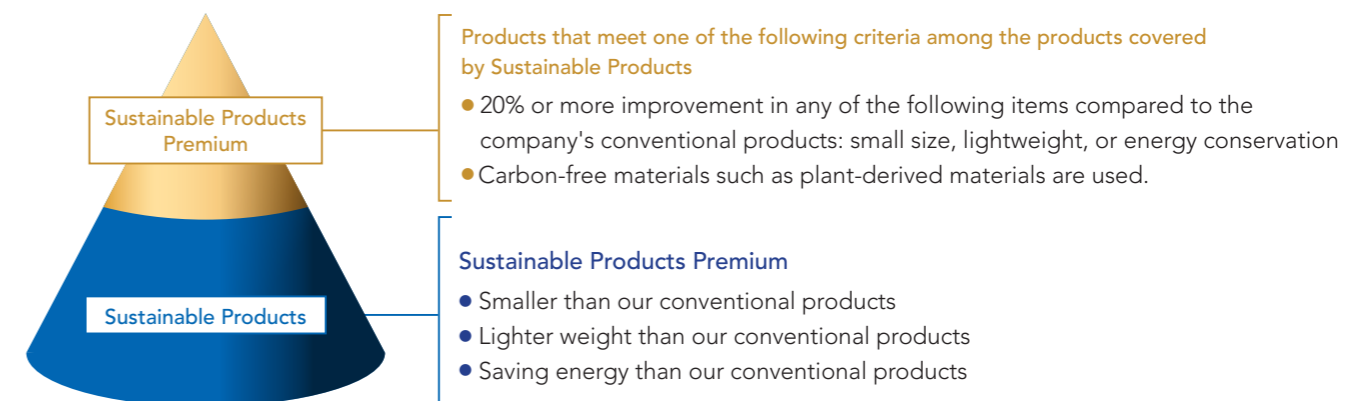 Products that meet one of the following criteria among the products covered
by Sustainable Products
Sustainable Products
Premium
● 20% or more improvement in any of the following items compared to the
company's conventional products: small size, lightweight, or energy conservation
● Carbon-free materials such as plant-derived materials are used.
Sustainable Products Premium
Sustainable Products
● Smaller than our conventional products
● Lighter weight than our conventional products
● Saving energy than our conventional products